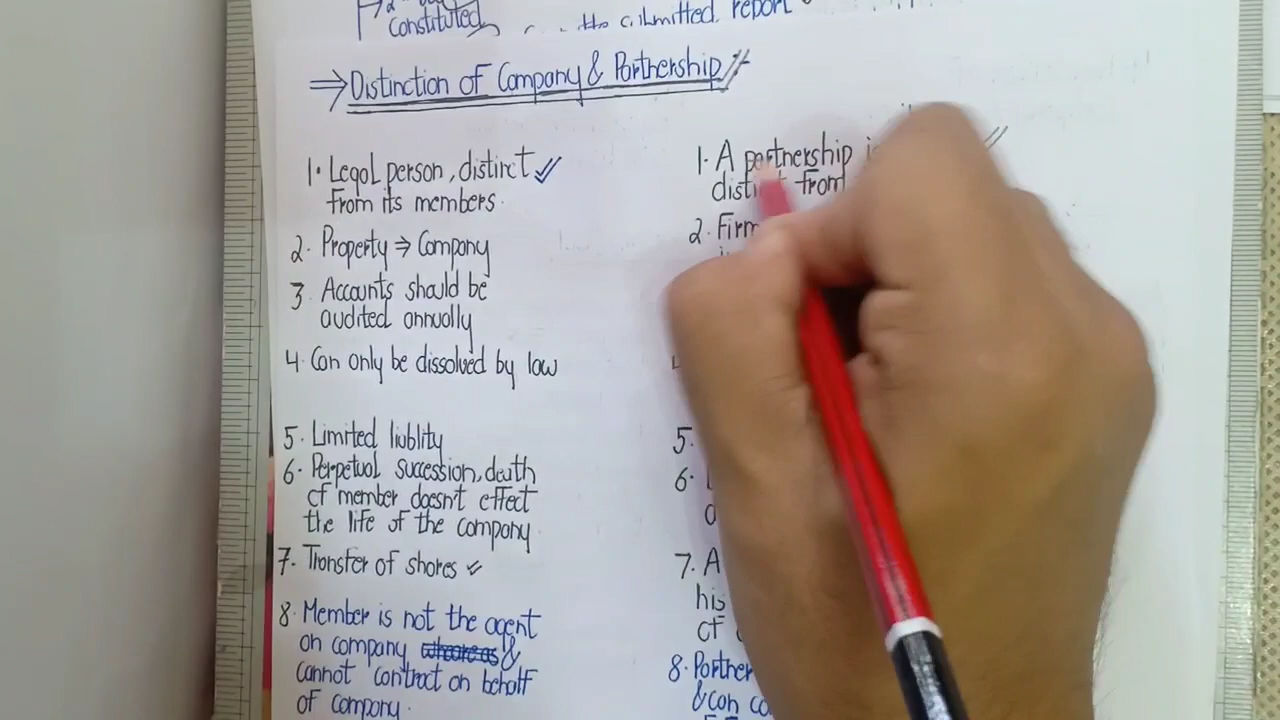 constituted
submitted report
⇒ Distinction of Company & Partnership
1. Legal person, distinct
from its members.
2. Property ⇒ Company
3 Accounts should be
audited annually
4. Can only be dissolved by law
5. Limited liublity
6. Perpetual succession, death
of member doesn't effect
the life of the company
7. Transfer of shares
8. Member is not the agent
on company &
cannot contract on behalf
of company.
1. A partnership
distinct from
2. Firm
4
5.
6.
7. A
his
of
8. Partner
& can